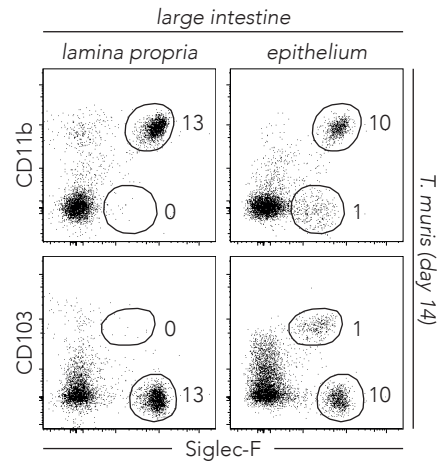 large intestine
lamina propria
epithelium
CD11b
13
0
10
1
T. muris (day 14)
CD103
0
13
1
10
Siglec-F